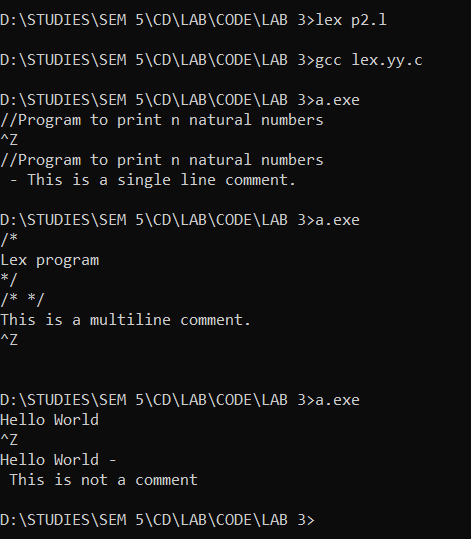 D:\STUDIES\SEM 5\CD\LAB\CODE\LAB 3>lex p2.l
D:\STUDIES\SEM 5\CD\LAB\CODE\LAB 3>gcc lex.yy.c
D:\STUDIES\SEM 5\CD\LAB\CODE\LAB 3>a.exe
//Program to print n natural numbers
^Z
//Program to print n natural numbers
 - This is a single line comment.
D:\STUDIES\SEM 5\CD\LAB\CODE\LAB 3>a.exe
/*
Lex program
*/
/* */
This is a multiline comment.
^Z
D:\STUDIES\SEM 5\CD\LAB\CODE\LAB 3>a.exe
Hello World
^Z
Hello World -
 This is not a comment
D:\STUDIES\SEM 5\CD\LAB\CODE\LAB 3>